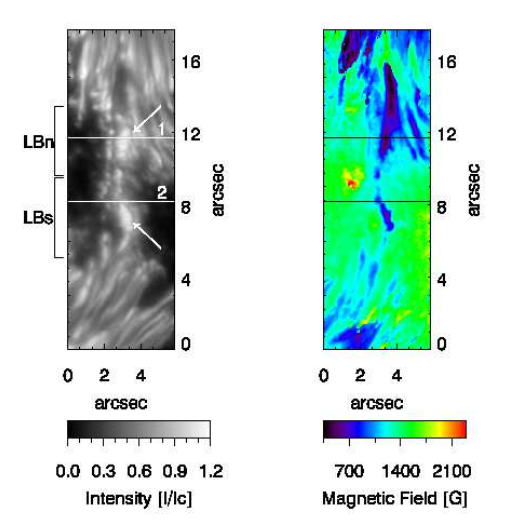 16
16
1
LBn
12
12
arcsec
arcsec
2
LBs
8
8
4
4
0
0
0 2 4
0 2 4
arcsec
arcsec
0.0 0.3 0.6 0.9 1.2
700 1400 2100
Intensity [I/Ic]
Magnetic Field [G]